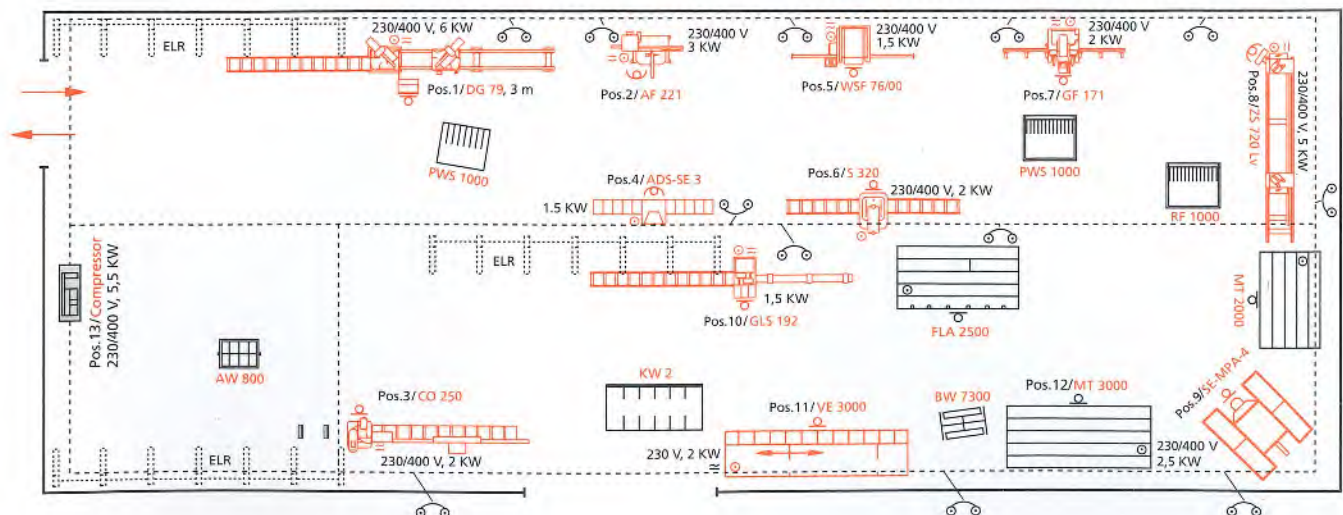 ELR
230/400 V, 6 KW
Pos.1/DG 79, 3 m
230/400 V
3 KW
Pos.2/AF 221
230/400 V
1,5 KW
Pos.5/WSF 76/00
230/400 V
2 KW
Pos.7/GF 171
Pos.8/ZS 720 Lv
230/400 V, 5 KW
PWS 1000
PWS 1000
RF 1000
Pos.4/ADS-SE 3
1.5 KW
Pos.6/S 320
230/400 V, 2 KW
ELR
1,5 KW
Pos.10/GLS 192
FLA 2500
MT 2000
Pos.13/Compressor
230/400 V, 5,5 KW
AW 800
Pos.3/CO 250
230/400 V, 2 KW
ELR
KW 2
Pos.11/VE 3000
230 V, 2 KW
BW 7300
Pos.12/MT 3000
230/400 V
2,5 KW
Pos.9/SE-MPA-4